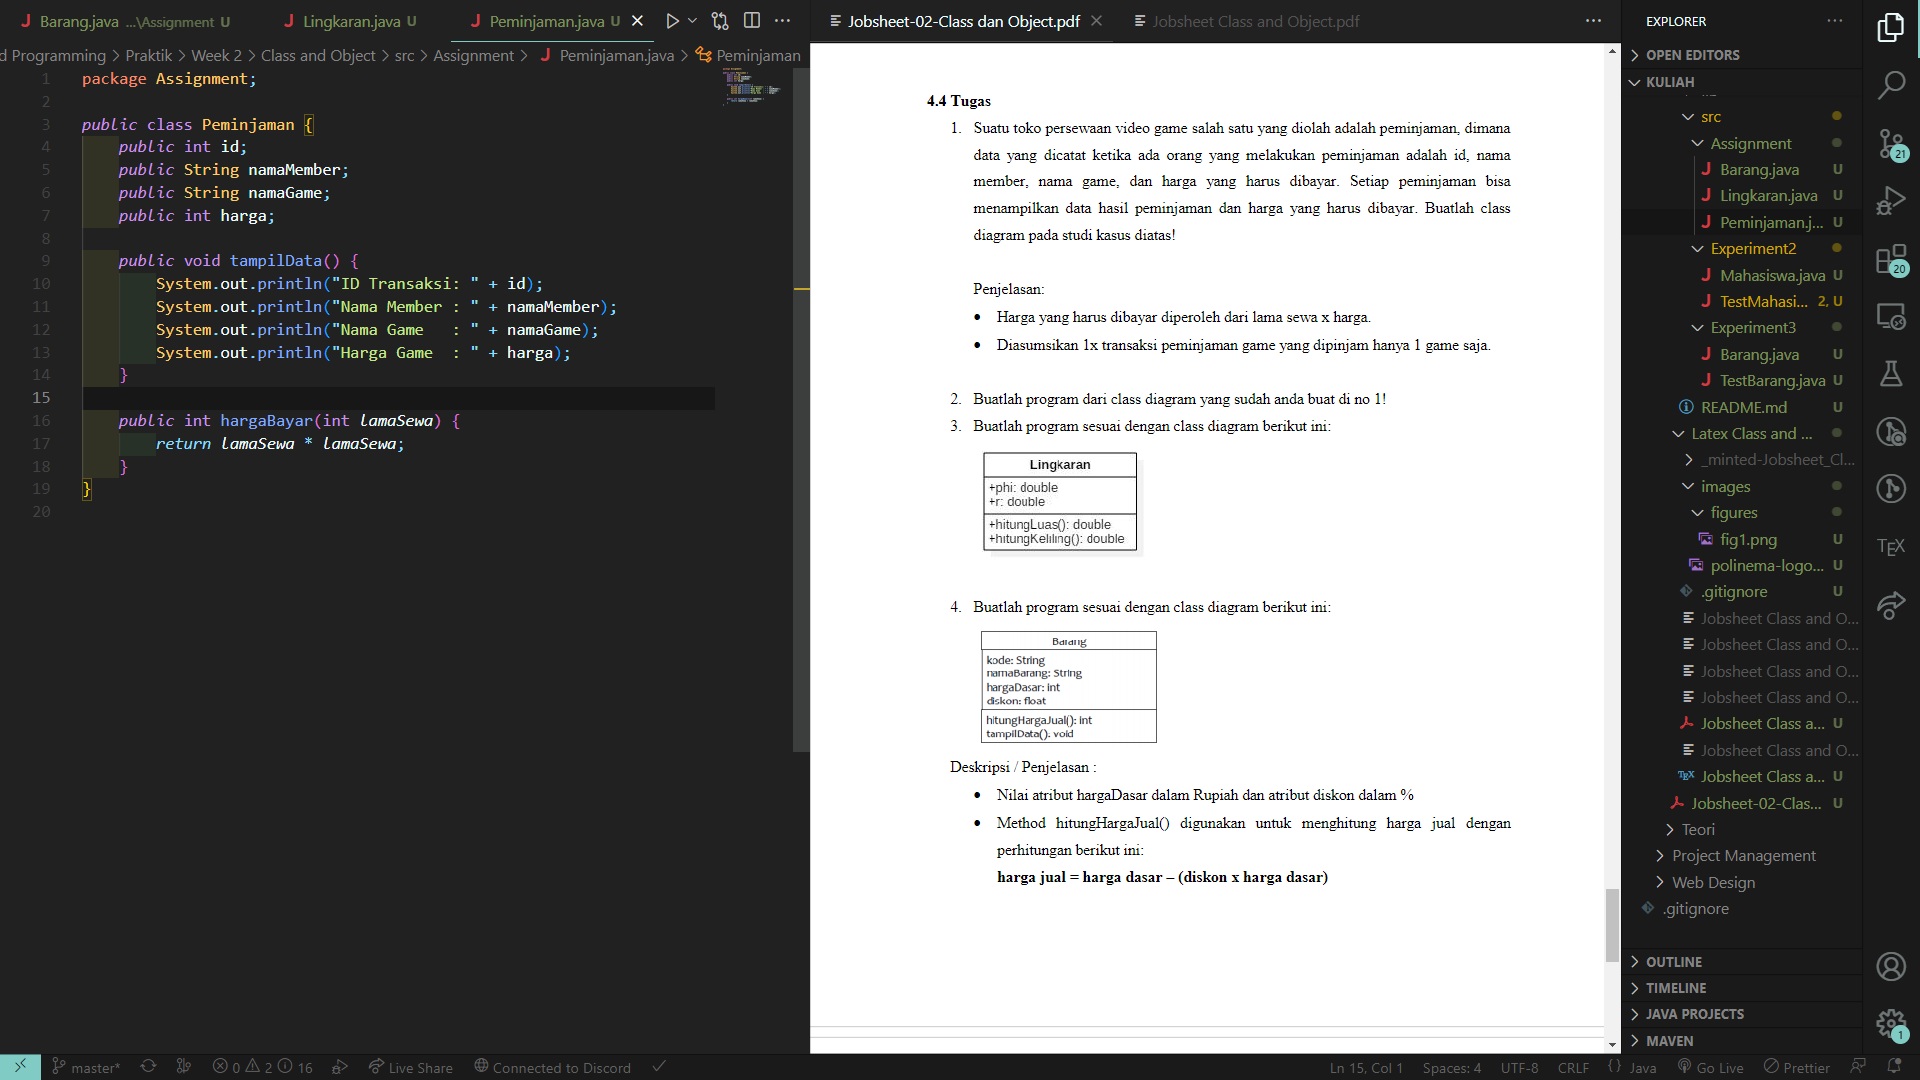 Barang.java ...\Assignment U
Lingkaran.java U
Peminjaman.java U
d Programming > Praktik > Week 2 > Class and Object > src > Assignment > Peminjaman.java > Peminjaman
1 package Assignment;
2
3 public class Peminjaman {
4 public int id;
5 public String namaMember;
6 public String namaGame;
7 public int harga;
8
9 public void tampilData() {
10 System.out.println("ID Transaksi: " + id);
11 System.out.println("Nama Member : " + namaMember);
12 System.out.println("Nama Game   : " + namaGame);
13 System.out.println("Harga Game  : " + harga);
14 }
15
16 public int hargaBayar(int lamaSewa) {
17 return lamaSewa * lamaSewa;
18 }
19 }
20
Jobsheet-02-Class dan Object.pdf
Jobsheet Class and Object.pdf
4.4 Tugas
1. Suatu toko persewaan video game salah satu yang diolah adalah peminjaman, dimana
data yang dicatat ketika ada orang yang melakukan peminjaman adalah id, nama
member, nama game, dan harga yang harus dibayar. Setiap peminjaman bisa
menampilkan data hasil peminjaman dan harga yang harus dibayar. Buatlah class
diagram pada studi kasus diatas!
Penjelasan:
• Harga yang harus dibayar diperoleh dari lama sewa x harga.
• Diasumsikan 1x transaksi peminjaman game yang dipinjam hanya 1 game saja.
2. Buatlah program dari class diagram yang sudah anda buat di no 1!
3. Buatlah program sesuai dengan class diagram berikut ini:
Lingkaran
+phi: double
+r: double
+hitungLuas(): double
+hitungKeliling(): double
4. Buatlah program sesuai dengan class diagram berikut ini:
Barang
kode: String
namaBarang: String
hargaDasar: int
diskon: float
hitungHargaJual(): int
tampilData(): void
Deskripsi / Penjelasan :
• Nilai atribut hargaDasar dalam Rupiah dan atribut diskon dalam %
• Method hitungHargaJual() digunakan untuk menghitung harga jual dengan
perhitungan berikut ini:
harga jual = harga dasar – (diskon x harga dasar)
EXPLORER
OPEN EDITORS
KULIAH
src
Assignment
Barang.java U
Lingkaran.java U
Peminjaman.j... U
Experiment2
Mahasiswa.java U
TestMahasi... 2, U
Experiment3
Barang.java U
TestBarang.java U
README.md U
Latex Class and ...
_minted-Jobsheet_Cl...
images
figures
fig1.png U
polinema-logo... U
.gitignore U
Jobsheet Class and O...
Jobsheet Class and O...
Jobsheet Class and O...
Jobsheet Class and O...
Jobsheet Class a... U
Jobsheet Class and O...
TEX Jobsheet Class a... U
Jobsheet-02-Clas... U
Teori
Project Management
Web Design
.gitignore
OUTLINE
TIMELINE
JAVA PROJECTS
MAVEN
21
20
TEX
1
master*
0 2 16
Live Share
Connected to Discord
Ln 15, Col 1
Spaces: 4
UTF-8
CRLF
{ } Java
Go Live
Prettier